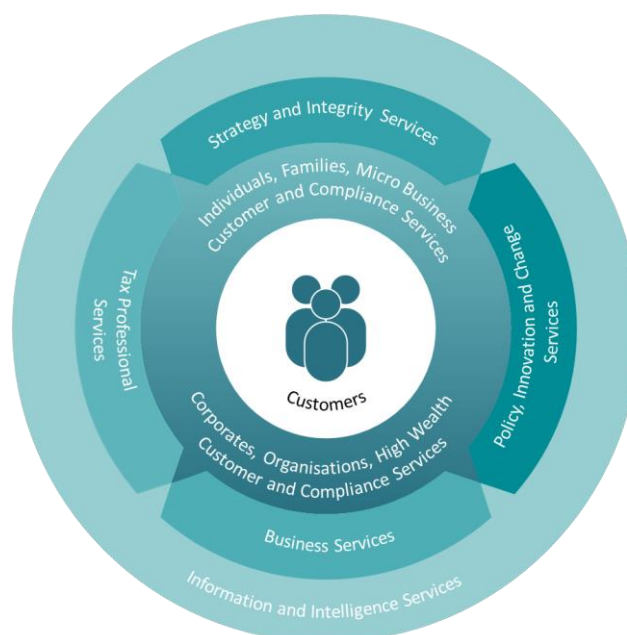 Strategy and Integrity Services
Individuals, Families, Micro Business
Customer and Compliance Services
Tax Professional
Services
Policy, Innovation and Change
Services
Customers
Corporates, Organisations, High Wealth
Customer and Compliance Services
Business Services
Information and Intelligence Services